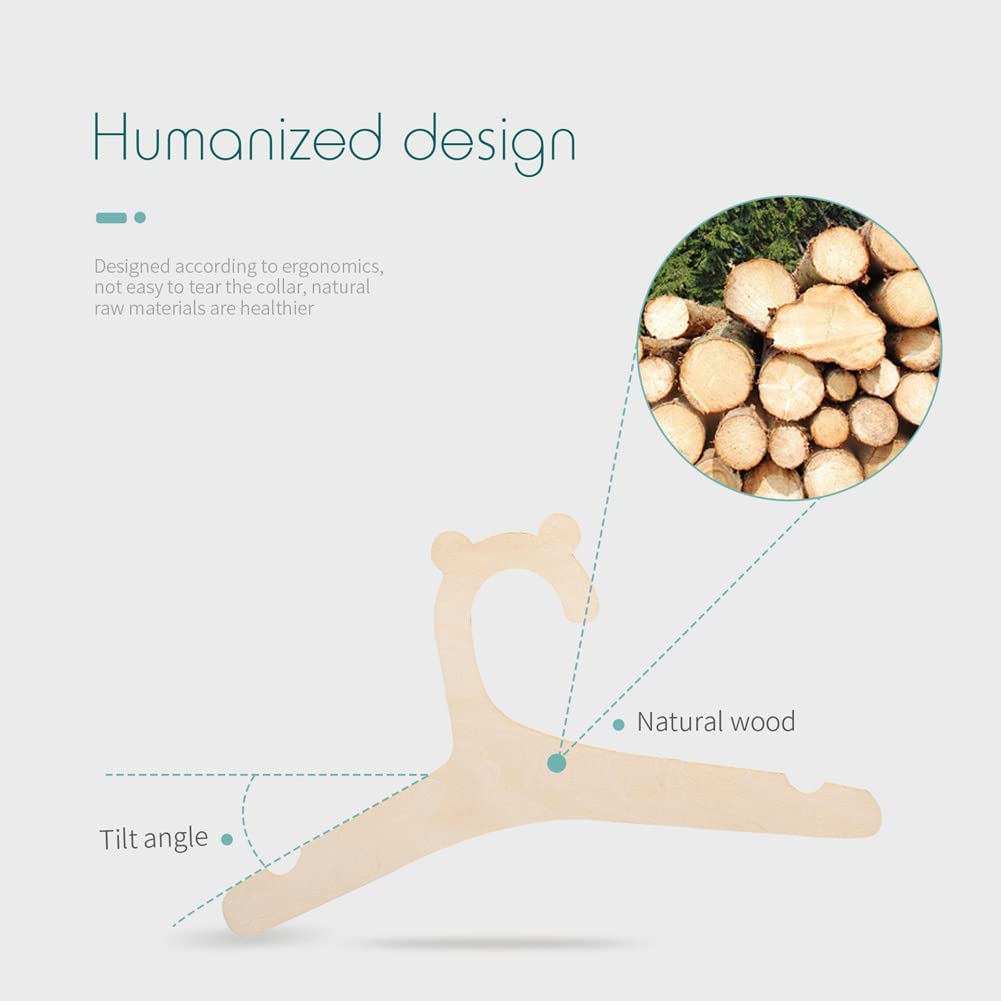 Humanized design
Designed according to ergonomics,
not easy to tear the collar, natural
raw materials are healthier
Natural wood
Tilt angle